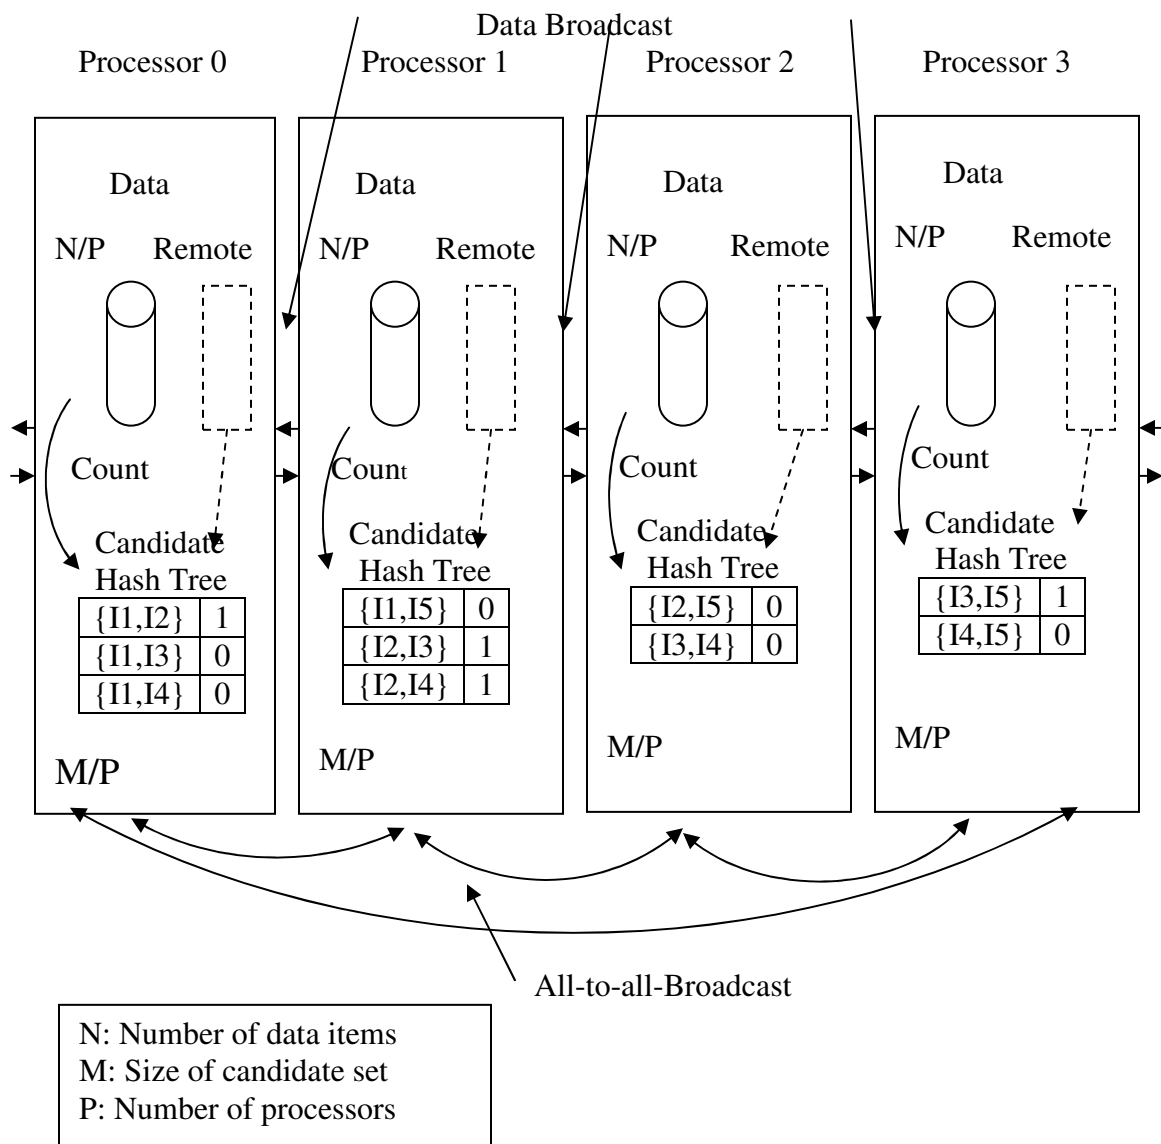 Data Broadcast
Processor 0
Processor 1
Processor 2
Processor 3
Data
N/P Remote
Count
Candidate
Hash Tree
{I1,I2} 1
{I1,I3} 0
{I1,I4} 0
M/P
Data
N/P Remote
Count
Candidate
Hash Tree
{I1,I5} 0
{I2,I3} 1
{I2,I4} 1
M/P
Data
N/P Remote
Count
Candidate
Hash Tree
{I2,I5} 0
{I3,I4} 0
M/P
Data
N/P Remote
Count
Candidate
Hash Tree
{I3,I5} 1
{I4,I5} 0
M/P
All-to-all-Broadcast
N: Number of data items
M: Size of candidate set
P: Number of processors